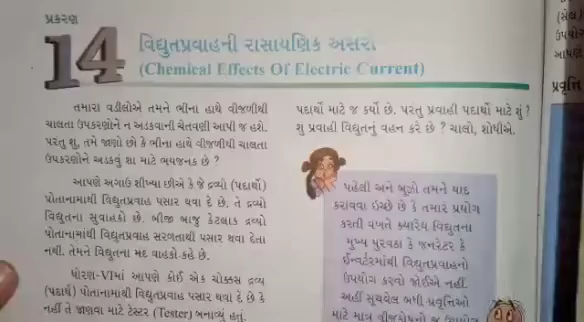 પ્રકરણ
14
વિદ્યુતપ્રવાહની રાસાયણિક અસરો
(Chemical Effects Of Electric Current)
તમારા વડીલોએ તમને ભીના હાથે વીજળીથી
ચાલતા ઉપકરણોને ન અડકવાની ચેતવણી આપી જ હશે.
પરંતુ શું, તમે જાણો છો કે ભીના હાથે વીજળીથી ચાલતા
ઉપકરણોને અડકવું શા માટે ભયજનક છે ?
આપણે અગાઉ શીખ્યા છીએ કે જે દ્રવ્યો (પદાર્થો)
પોતાનામાંથી વિદ્યુતપ્રવાહ પસાર થવા દે છે, તે દ્રવ્યો
વિદ્યુતના સુવાહકો છે. બીજી બાજુ કેટલાક દ્રવ્યો
પોતાનામાંથી વિદ્યુતપ્રવાહ સરળતાથી પસાર થવા દેતા
નથી. તેમને વિદ્યુતના મંદ વાહકો કહે છે.
ધોરણ-VIમાં આપણે કોઈ એક ચોક્કસ દ્રવ્ય
(પદાર્થ) પોતાનામાંથી વિદ્યુતપ્રવાહ પસાર થવા દે છે કે
નહીં તે જાણવા માટે ટેસ્ટર (Tester) બનાવ્યું હતું.
પદાર્થો માટે જ કર્યો છે. પરંતુ પ્રવાહી પદાર્થો માટે શું ?
શું પ્રવાહી વિદ્યુતનું વહન કરે છે ? ચાલો, શોધીએ.
પહેલી અને બૂઝો તમને યાદ
કરાવવા ઇચ્છે છે કે તમારે પ્રયોગ
કરતી વખતે ક્યારેય વિદ્યુતના
મુખ્ય પુરવઠા કે જનરેટર કે
ઈન્વર્ટરમાંથી વિદ્યુતપ્રવાહનો
ઉપયોગ કરવો જોઈએ નહીં.
અહીં સૂચવેલ બધી પ્રવૃત્તિઓ
માટે માત્ર
(સેલ)
આપણે